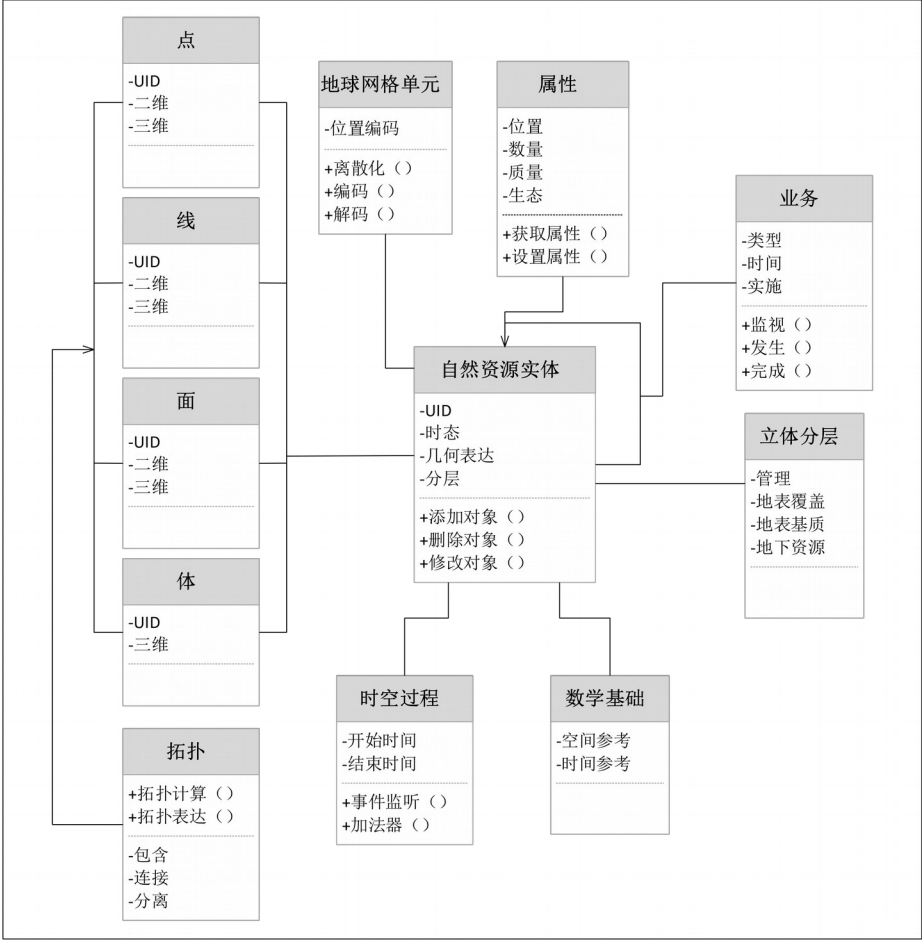 点
-UID
-二维
-三维
线
-UID
-二维
-三维
面
-UID
-二维
-三维
体
-UID
-三维
拓扑
+拓扑计算（）
+拓扑表达（）
-包含
-连接
-分离
地球网格单元
-位置编码
+离散化（）
+编码（）
+解码（）
属性
-位置
-数量
-质量
-生态
+获取属性（）
+设置属性（）
业务
-类型
-时间
-实施
+监视（）
+发生（）
+完成（）
自然资源实体
-UID
-时态
-几何表达
-分层
+添加对象（）
+删除对象（）
+修改对象（）
立体分层
-管理
-地表覆盖
-地表基质
-地下资源
时空过程
-开始时间
-结束时间
+事件监听（）
+加法器（）
数学基础
-空间参考
-时间参考